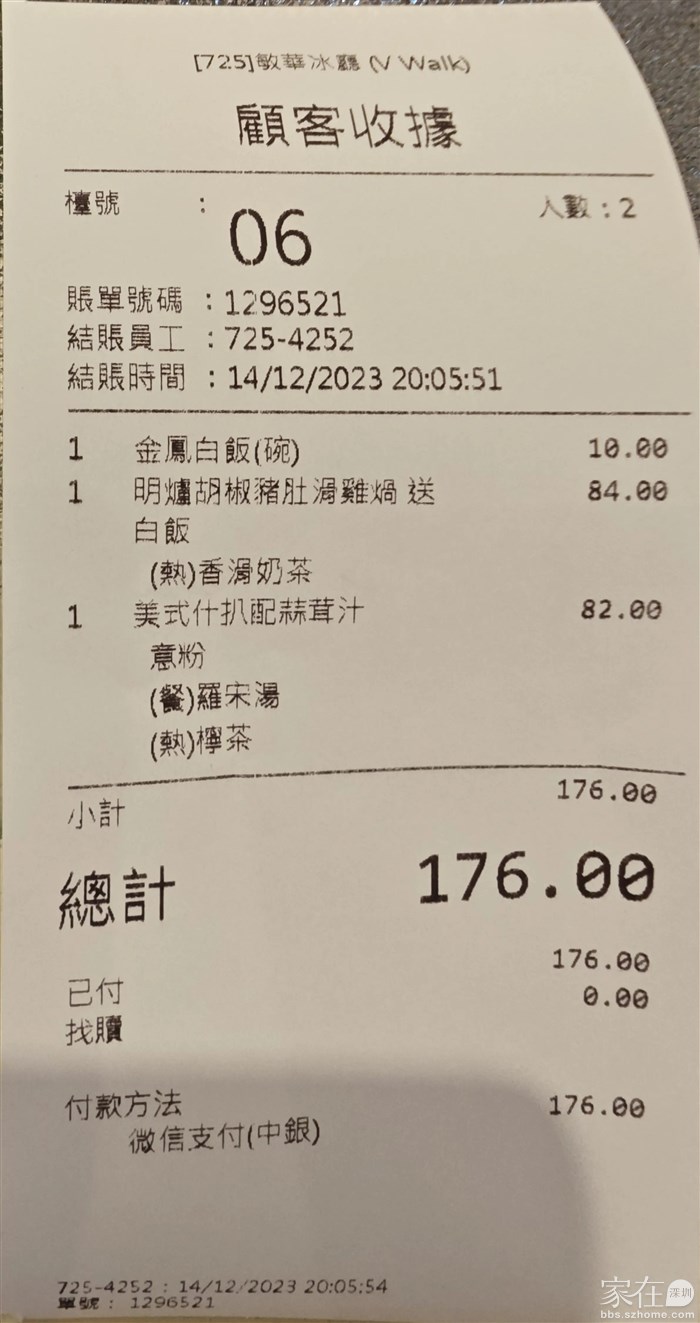 [725]敏華冰廳 (V Walk)
顧客收據
檯號 : 06 人數 : 2
賬單號碼 : 1296521
結賬員工 : 725-4252
結賬時間 : 14/12/2023 20:05:51
1 金鳳白飯(碗) 10.00
1 明爐胡椒豬肚滑雞煱 送 84.00
白飯
(熱)香滑奶茶
1 美式什扒配蒜茸汁 82.00
意粉
(餐)羅宋湯
(熱)檸茶
小計 176.00
總計 176.00
已付 176.00
找贖 0.00
付款方法 176.00
微信支付(中銀)
725-4252 : 14/12/2023 20:05:54
單號 : 1296521
家在 深圳
bbs.szhome.com